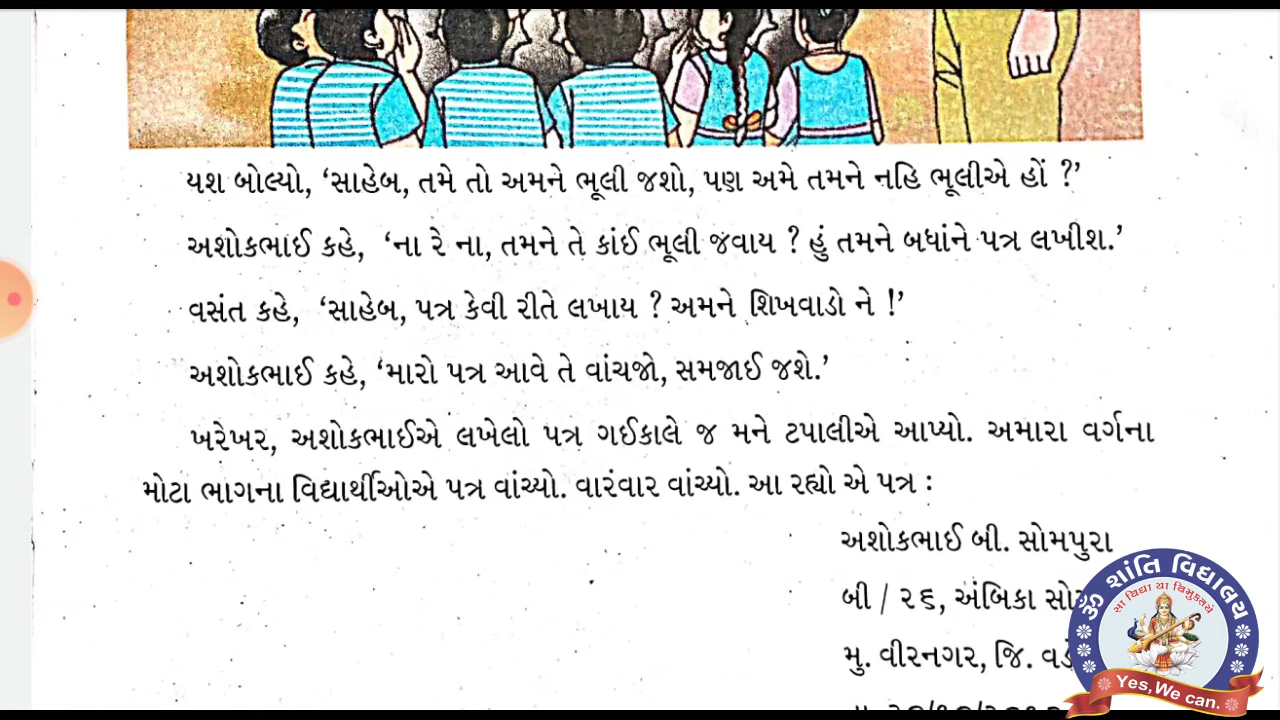 યશ બોલ્યો, ‘સાહેબ, તમે તો અમને ભૂલી જશો, પણ અમે તમને નહિ ભૂલીએ હોં ?’
અશોકભાઈ કહે, ‘ના રે ના, તમને તે કાંઈ ભૂલી જવાય ? હું તમને બધાંને પત્ર લખીશ.’
વસંત કહે, ‘સાહેબ, પત્ર કેવી રીતે લખાય ? અમને શિખવાડો ને !’
અશોકભાઈ કહે, ‘મારો પત્ર આવે તે વાંચજો, સમજાઈ જશે.’
ખરેખર, અશોકભાઈએ લખેલો પત્ર ગઈકાલે જ મને ટપાલીએ આપ્યો. અમારા વર્ગના
મોટા ભાગના વિદ્યાર્થીઓએ પત્ર વાંચ્યો. વારંવાર વાંચ્યો. આ રહ્યો એ પત્ર :
અશોકભાઈ બી. સોમપુરા
બી / ૨૬, અંબિકા
મુ. વીરનગર, જિ.
ૐ શાંતિ વિદ્યાલય
સા વિદ્યા યા વિમુક્તયે
Yes, We can.